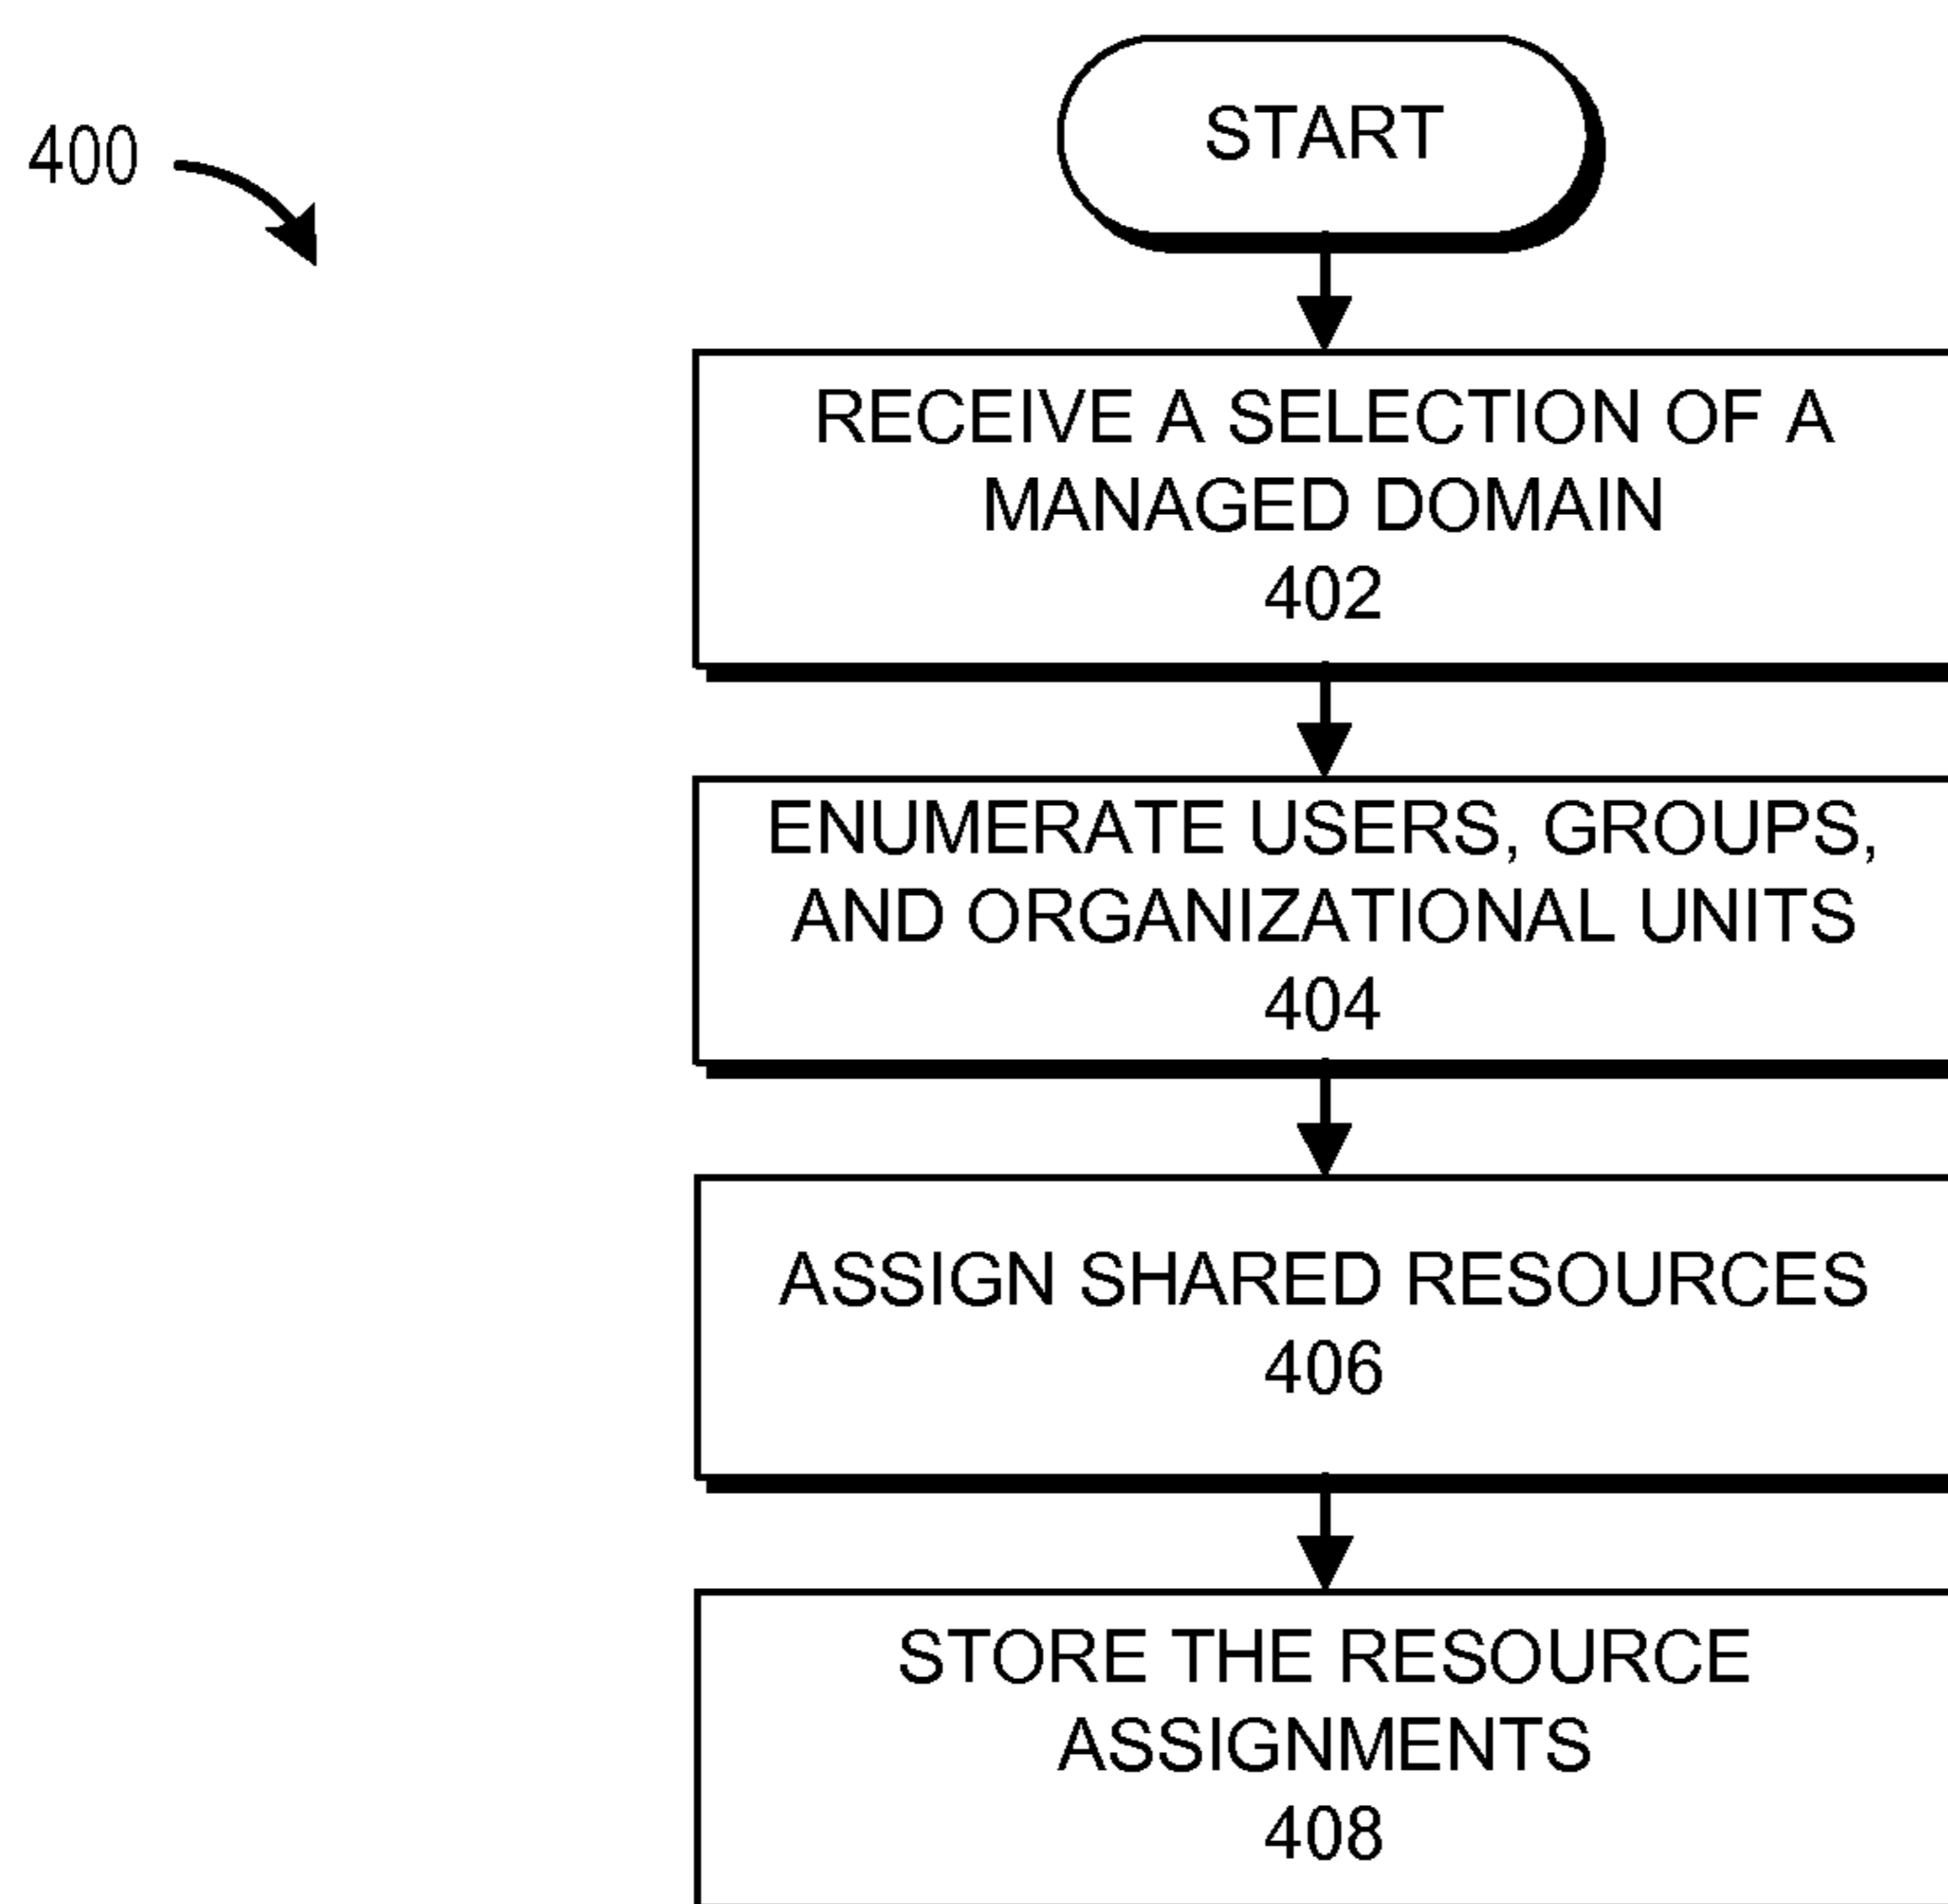 400
START
RECEIVE A SELECTION OF A
MANAGED DOMAIN
402
ENUMERATE USERS, GROUPS,
AND ORGANIZATIONAL UNITS
404
ASSIGN SHARED RESOURCES
406
STORE THE RESOURCE
ASSIGNMENTS
408